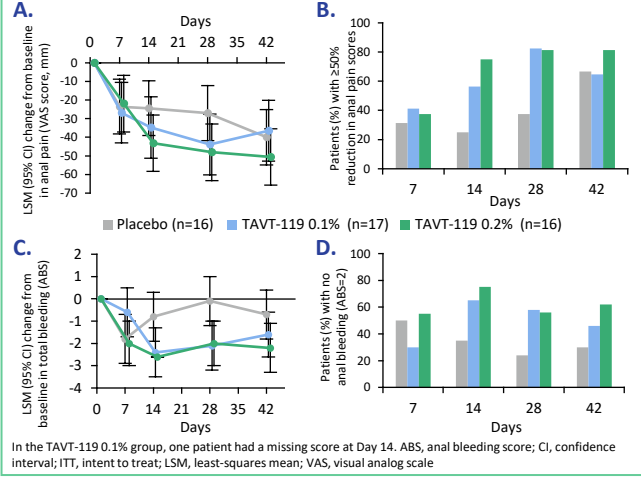 A.
Days
0 7 14 21 28 35 42
LSM (95% CI) change from baseline
in anal pain (VAS score, mm)
0
-10
-20
-30
-40
-50
-60
-70
B.
Patients (%) with ≥50%
reduction in anal pain scores
100
80
60
40
20
0
7 14 28 42
Days
Placebo (n=16) TAVT-119 0.1% (n=17) TAVT-119 0.2% (n=16)
C.
LSM (95% CI) change from
baseline in total bleeding (ABS)
2
1
0
-1
-2
-3
-4
0 7 14 21 28 35 42
Days
D.
Patients (%) with no
anal bleeding (ABS=2)
100
80
60
40
20
0
7 14 28 42
Days
In the TAVT-119 0.1% group, one patient had a missing score at Day 14. ABS, anal bleeding score; CI, confidence
interval; ITT, intent to treat; LSM, least-squares mean; VAS, visual analog scale